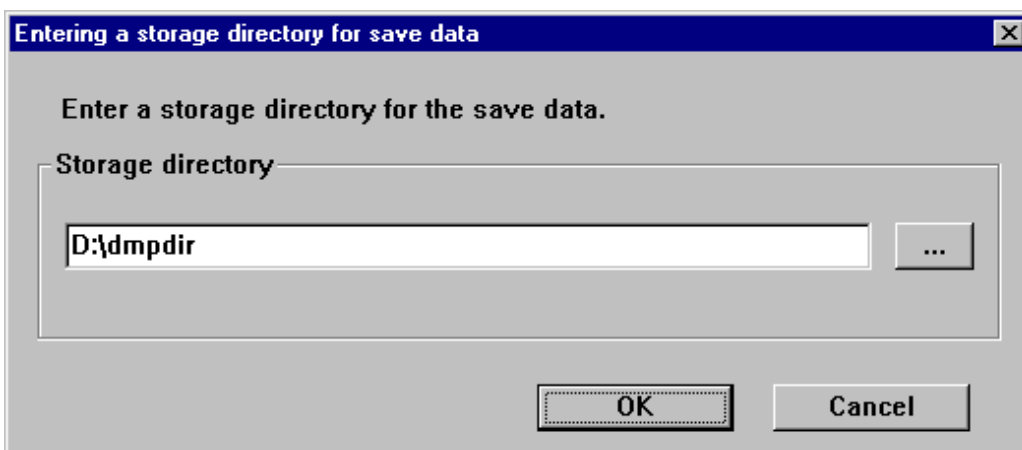 Entering a storage directory for save data
Enter a storage directory for the save data.
Storage directory
D:\dmpdir
...
OK
Cancel